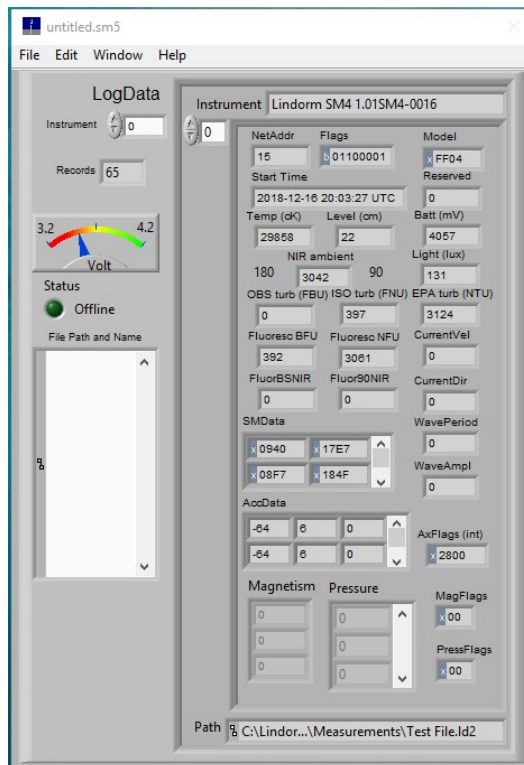 untitled.sm5
File Edit Window Help
LogData
Instrument 0
Records 65
3.2 4.2
Volt
Status
Offline
File Path and Name
Instrument Lindorm SM4 1.01SM4-0016
0
NetAddr Flags Model
15 b 01100001 x FF04
Start Time Reserved
2018-12-16 20:03:27 UTC 0
Temp (cK) Level (cm) Batt (mV)
29858 22 4057
NIR ambient Light (lux)
180 3042 90 131
OBS turb (FBU) ISO turb (FNU) EPA turb (NTU)
0 397 3124
Fluoresc BFU Fluoresc NFU CurrentVel
392 3061 0
FluorBSNIR Fluor90NIR CurrentDir
0 0 0
SMData WavePeriod
x 0940 x 17E7 0
x 08F7 x 184F
WaveAmpl
0
AccData
-64 6 0
-64 6 0
AxFlags (int)
x 2800
Magnetism Pressure MagFlags
0 0 x 00
0 0
0 0
PressFlags
x 00
Path C:\Lindor...\Measurements\Test File.ld2